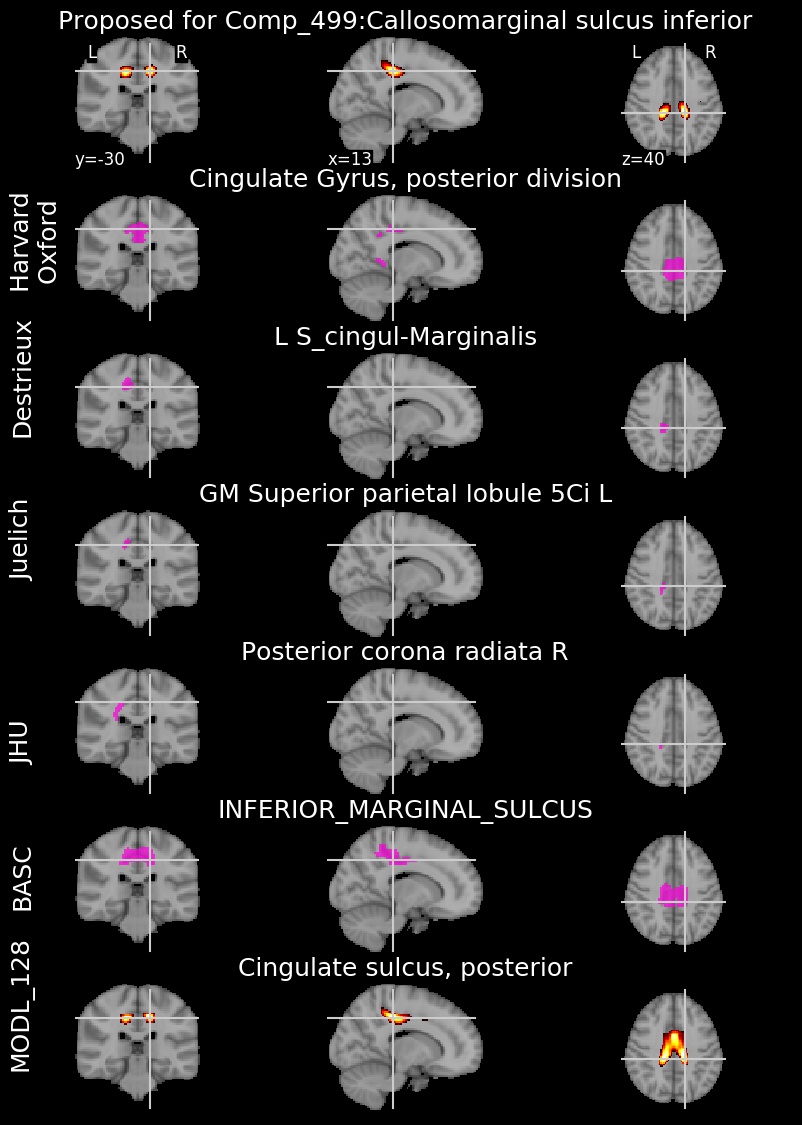 Proposed for Comp_499:Callosomarginal sulcus inferior
L R L R
y=-30 x=13 z=40
Cingulate Gyrus, posterior division
Harvard
Oxford
L S_cingul-Marginalis
Destrieux
GM Superior parietal lobule 5Ci L
Juelich
Posterior corona radiata R
JHU
INFERIOR_MARGINAL_SULCUS
BASC
Cingulate sulcus, posterior
MODL_128